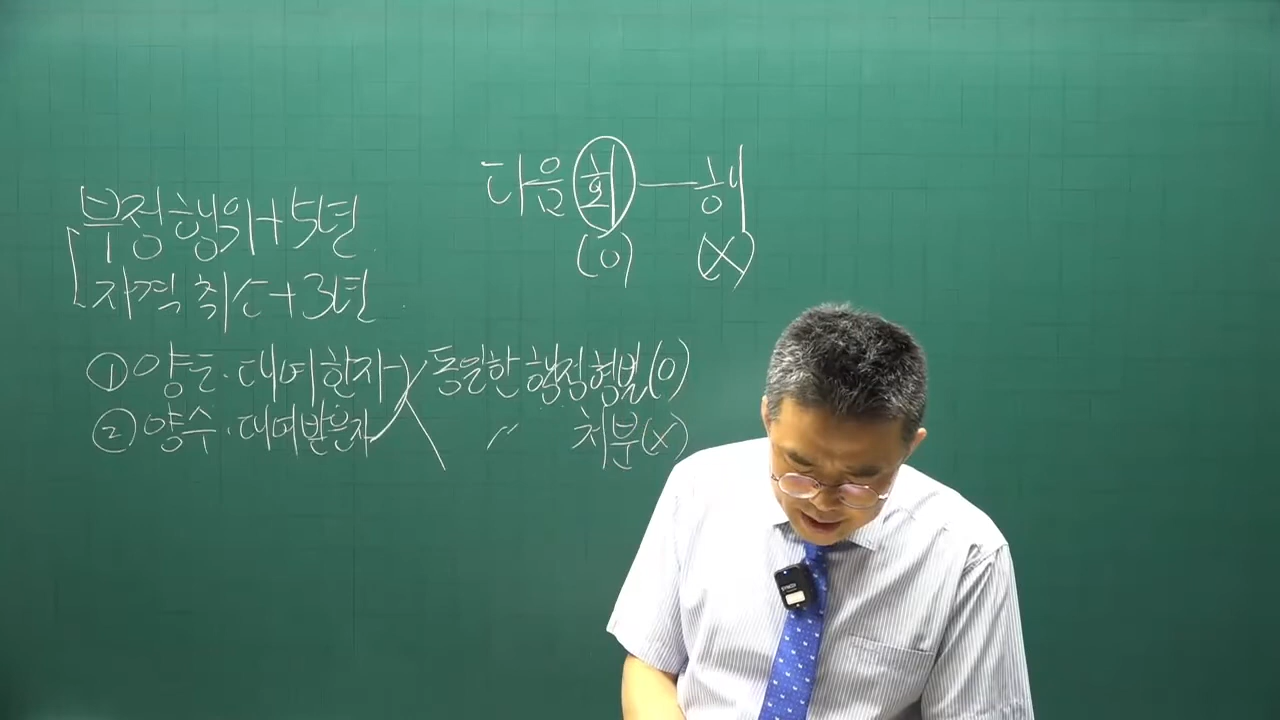 다음 회 — 해
(O) (X)
부정행위+5년
자격취소+3년
① 양도·대여한자 동일한 행정형벌(O)
② 양수·대여받은자 〃 처분(X)